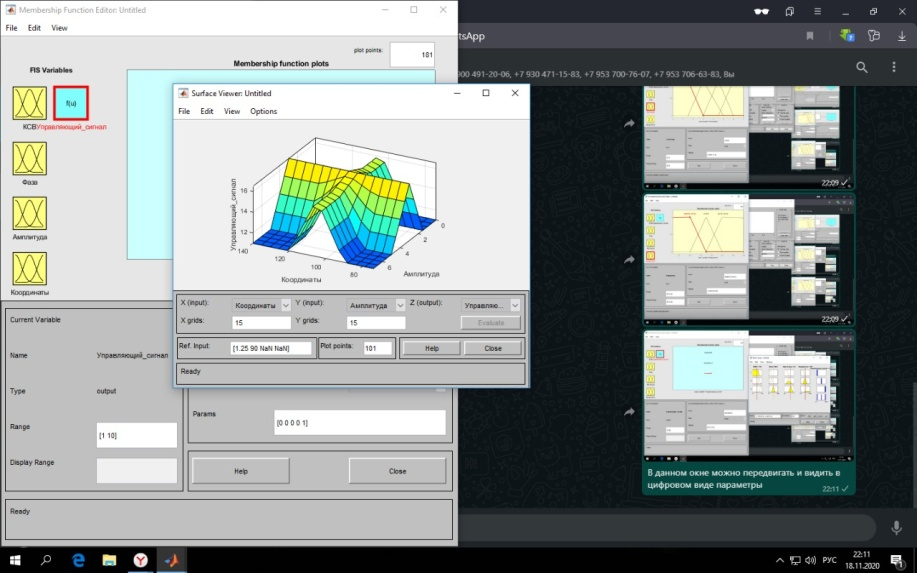 Membership Function Editor: Untitled
File Edit View
plot points:
181
FIS Variables
Membership function plots
f(u)
КСВ
Управляющий_сигнал
Фаза
Амплитуда
Координаты
Current Variable
Name Управляющий_сигнал
Type output
Range [1 10]
Display Range
Params [0 0 0 0 1]
Help Close
Ready
Surface Viewer: Untitled
File Edit View Options
16
14
12
140 120 100 80
6 4 2 0
Управляющий_сигнал
Координаты
Амплитуда
X (input): Координаты Y (input): Амплитуда Z (output): Управляю...
X grids: 15 Y grids: 15 Evaluate
Ref. Input: [1.25 90 NaN NaN] Plot points: 101 Help Close
Ready
tsApp
900 491-20-06, +7 930 471-15-83, +7 953 700-76-07, +7 953 706-63-83, Вы
22:09
22:09
В данном окне можно передвигать и видить в
цифровом виде параметры
22:11
РУС
22:11
18.11.2020